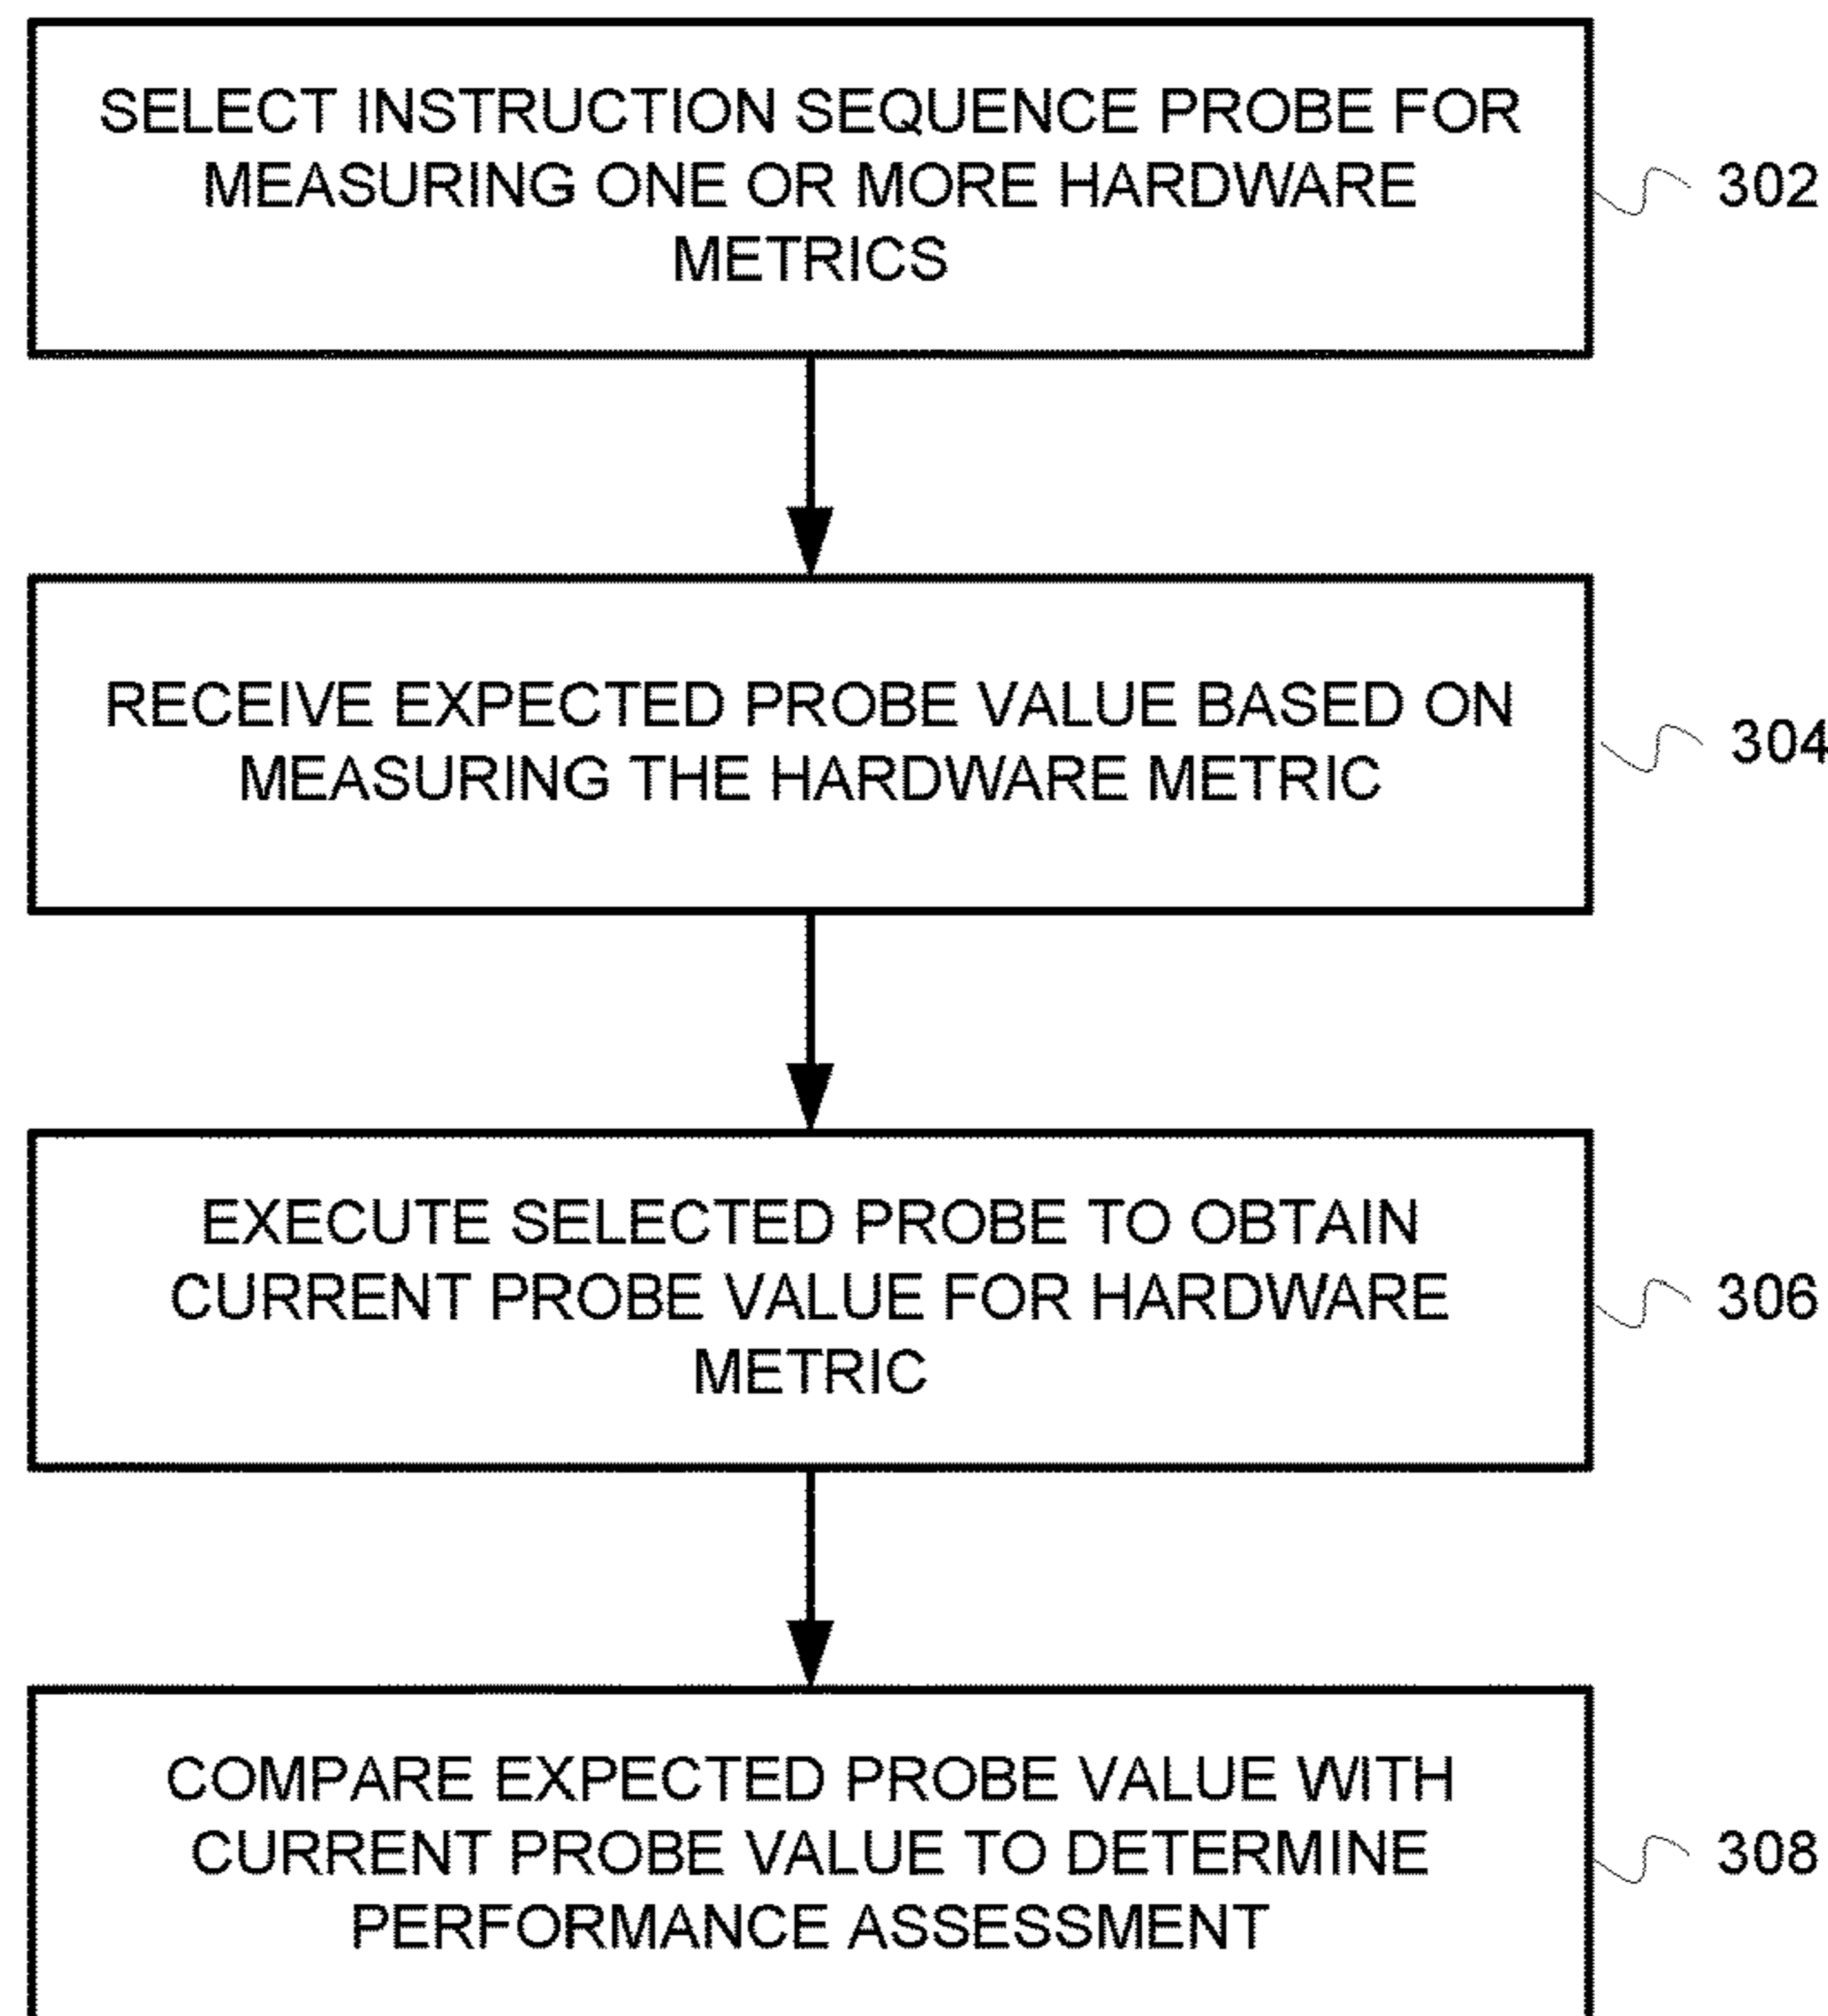 SELECT INSTRUCTION SEQUENCE PROBE FOR
MEASURING ONE OR MORE HARDWARE
METRICS
302
RECEIVE EXPECTED PROBE VALUE BASED ON
MEASURING THE HARDWARE METRIC
304
EXECUTE SELECTED PROBE TO OBTAIN
CURRENT PROBE VALUE FOR HARDWARE
METRIC
306
COMPARE EXPECTED PROBE VALUE WITH
CURRENT PROBE VALUE TO DETERMINE
PERFORMANCE ASSESSMENT
308